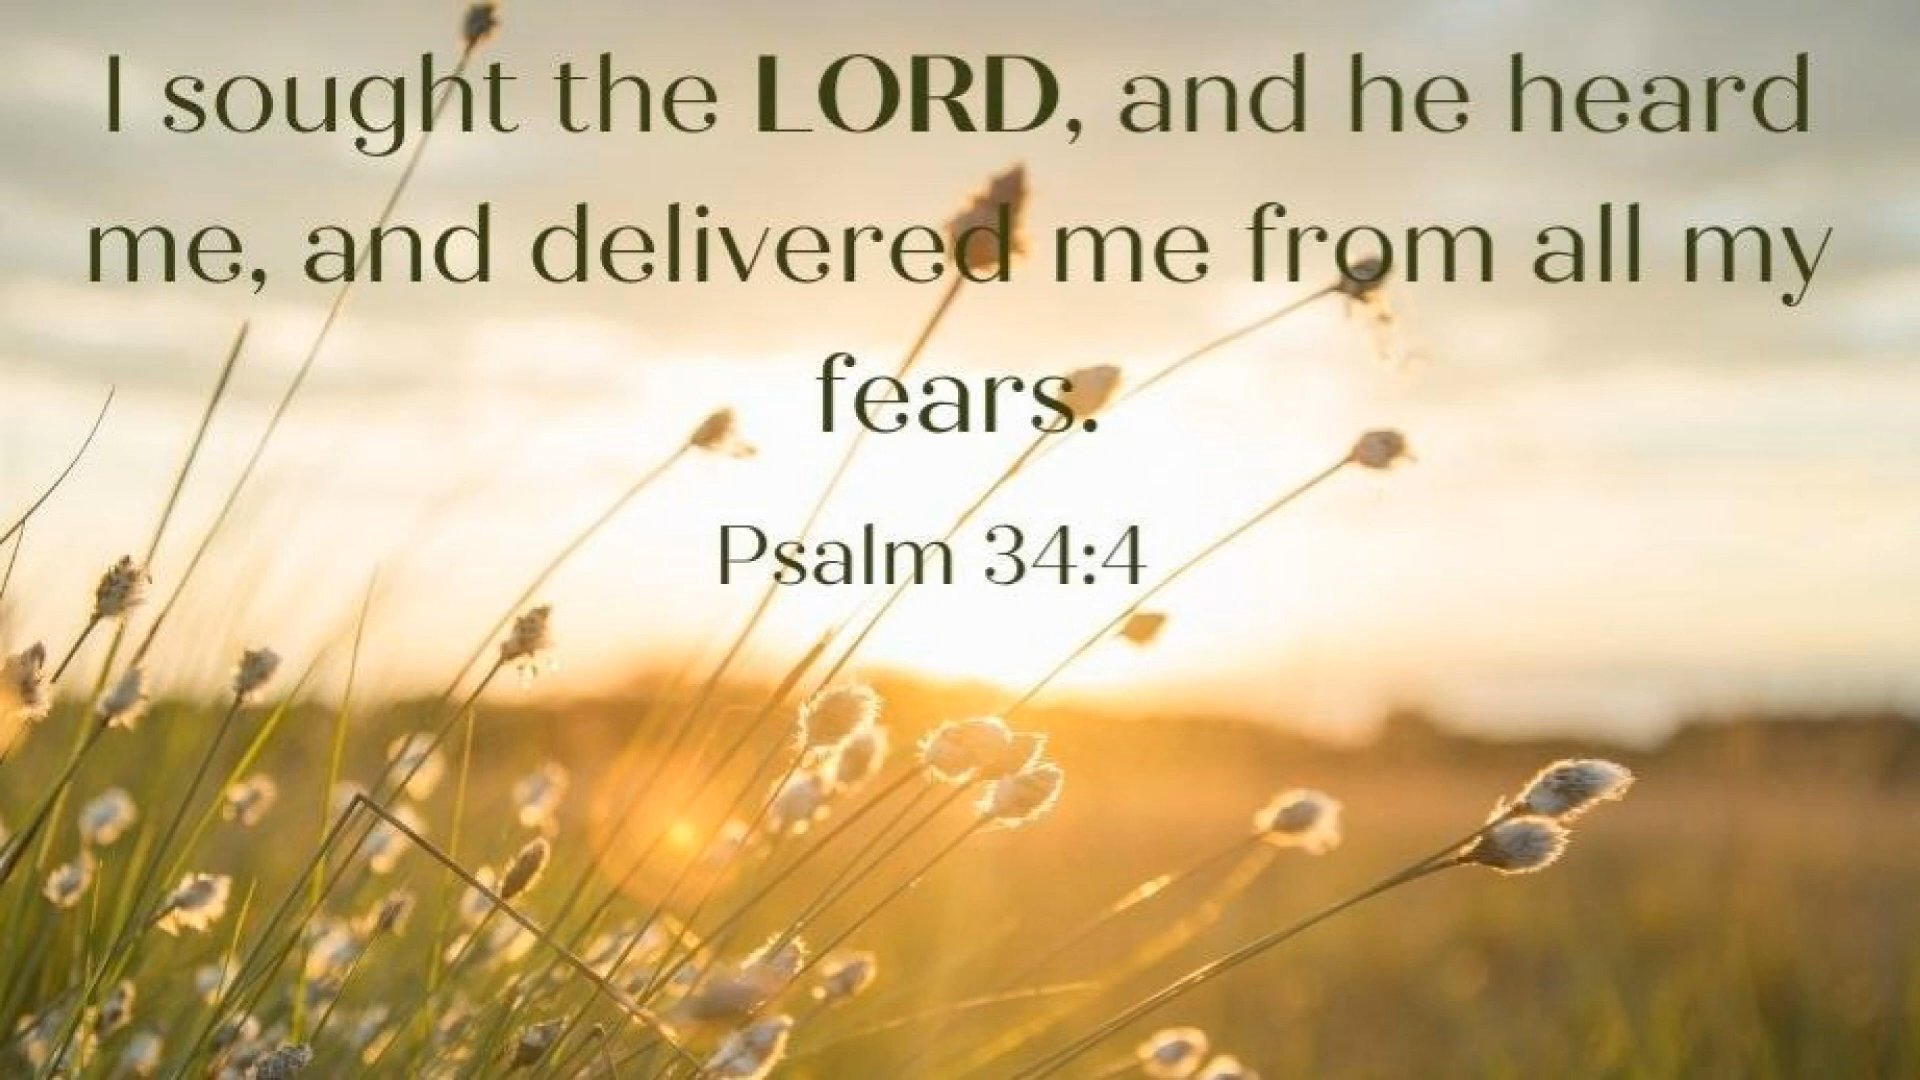 I sought the LORD, and he heard
me, and delivered me from all my
fears.
Psalm 34:4